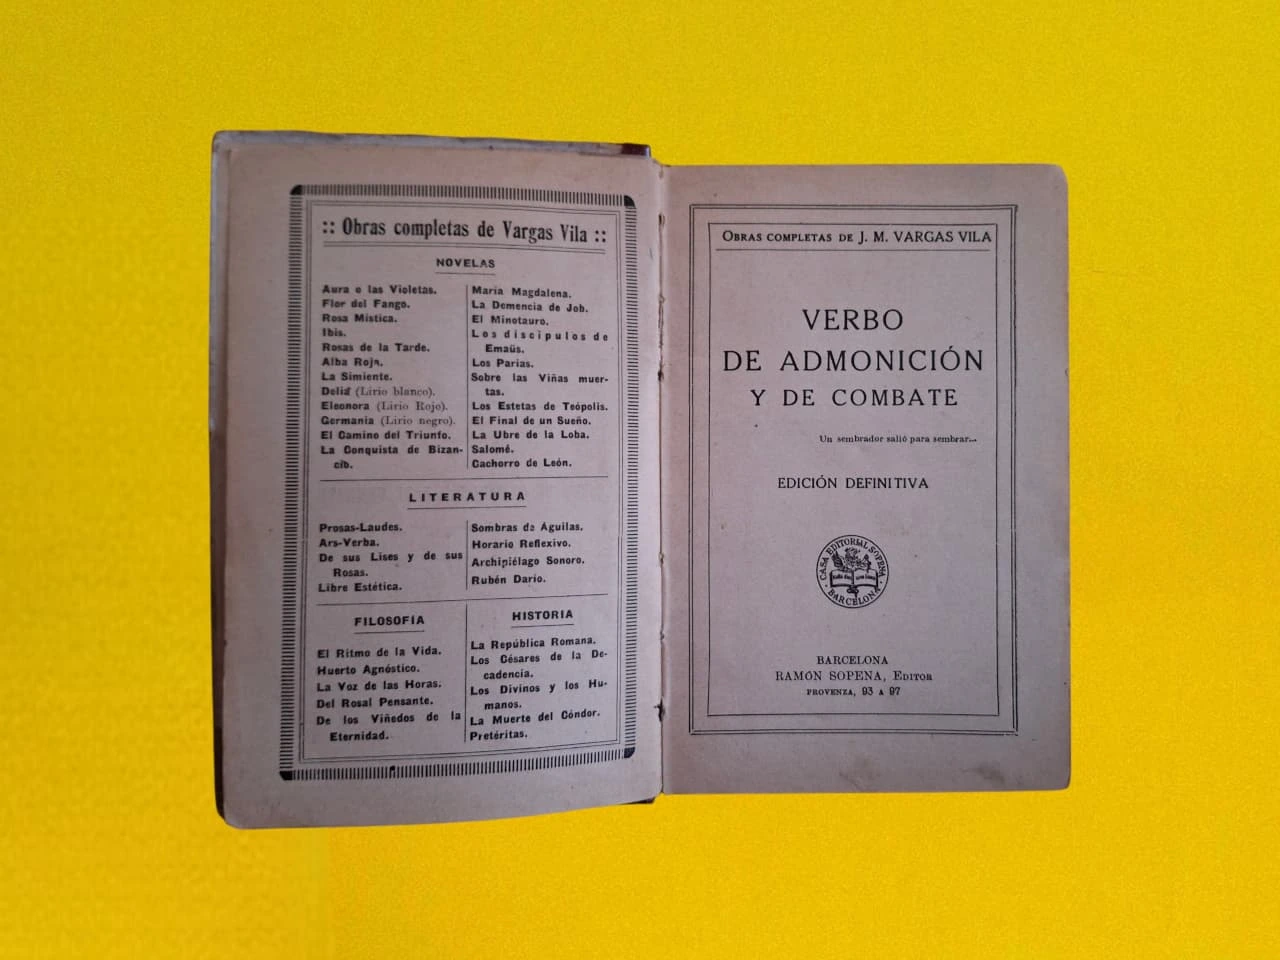 :: Obras completas de Vargas Vila ::
NOVELAS
Aura o las Violetas.
Flor del Fango.
Rosa Mística.
Ibis.
Rosas de la Tarde.
Alba Roja.
La Simiente.
Delia (Lirio blanco).
Eleonora (Lirio Rojo).
Germania (Lirio negro).
El Camino del Triunfo.
La Conquista de Bizan-
cio.
María Magdalena.
La Demencia de Job.
El Minotauro.
Los discípulos de
Emaüs.
Los Parias.
Sobre las Viñas muer-
tas.
Los Estetas de Teópolis.
El Final de un Sueño.
La Ubre de la Loba.
Salomé.
Cachorro de León.
LITERATURA
Prosas-Laudes.
Ars-Verba.
De sus Lises y de sus
Rosas.
Libre Estética.
Sombras de Águilas.
Horario Reflexivo.
Archipiélago Sonoro.
Rubén Darío.
FILOSOFÍA
El Ritmo de la Vida.
Huerto Agnóstico.
La Voz de las Horas.
Del Rosal Pensante.
De los Viñedos de la
Eternidad.
HISTORIA
La República Romana.
Los Césares de la De-
cadencia.
Los Divinos y los Hu-
manos.
La Muerte del Cóndor.
Pretéritas.
OBRAS COMPLETAS DE J. M. VARGAS VILA
VERBO
DE ADMONICIÓN
Y DE COMBATE
Un sembrador salió para sembrar...
EDICIÓN DEFINITIVA
CASA EDITORIAL SOPENA
BARCELONA
BARCELONA
RAMÓN SOPENA, EDITOR
PROVENZA, 93 A 97